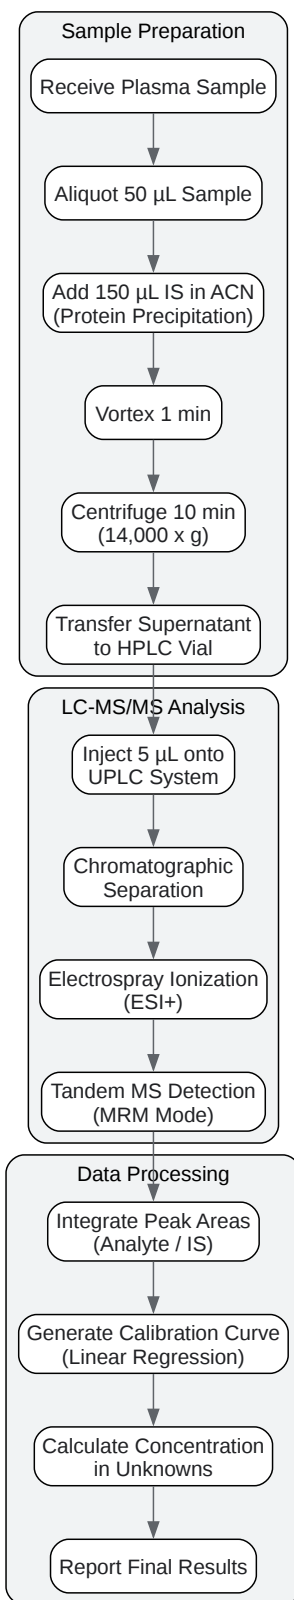 Sample Preparation
Receive Plasma Sample
Aliquot 50 µL Sample
Add 150 µL IS in ACN
(Protein Precipitation)
Vortex 1 min
Centrifuge 10 min
(14,000 x g)
Transfer Supernatant
to HPLC Vial
LC-MS/MS Analysis
Inject 5 µL onto
UPLC System
Chromatographic
Separation
Electrospray Ionization
(ESI+)
Tandem MS Detection
(MRM Mode)
Data Processing
Integrate Peak Areas
(Analyte / IS)
Generate Calibration Curve
(Linear Regression)
Calculate Concentration
in Unknowns
Report Final Results